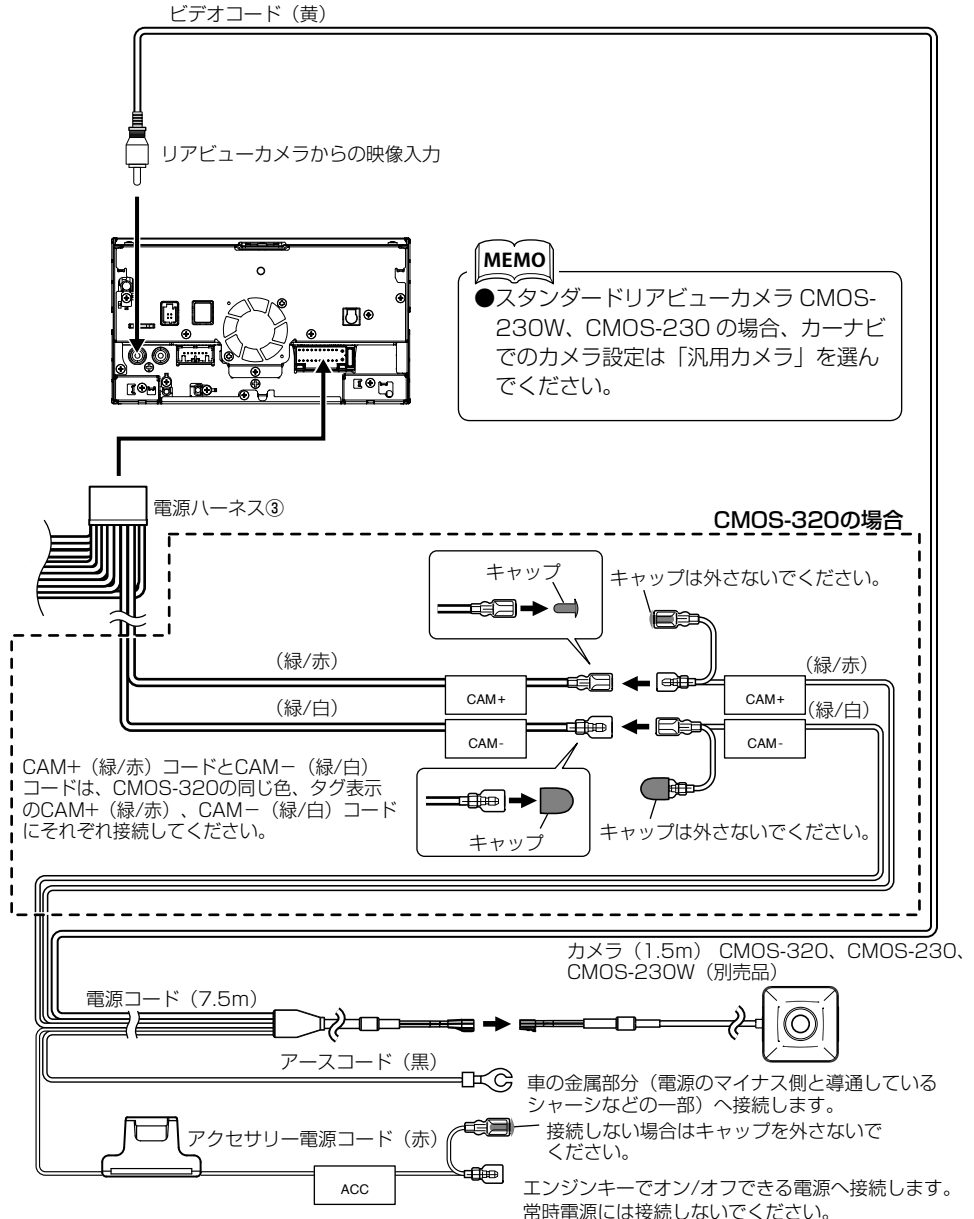 ビデオコード（黄）
リアビューカメラからの映像入力
MEMO
●スタンダードリアビューカメラ CMOS-
230W、CMOS-230 の場合、カーナビ
でのカメラ設定は「汎用カメラ」を選ん
でください。
電源ハーネス③
CMOS-320の場合
キャップ
キャップは外さないでください。
（緑/赤）
（緑/赤）
CAM+
CAM+
（緑/白）
（緑/白）
CAM-
CAM-
CAM+（緑/赤）コードとCAM−（緑/白）
コードは、CMOS-320の同じ色、タグ表示
のCAM+（緑/赤）、CAM−（緑/白）コード
にそれぞれ接続してください。
キャップ
キャップは外さないでください。
カメラ（1.5m） CMOS-320、CMOS-230、
CMOS-230W（別売品）
電源コード（7.5m）
アースコード（黒）
車の金属部分（電源のマイナス側と導通している
シャーシなどの一部）へ接続します。
アクセサリー電源コード（赤）
接続しない場合はキャップを外さないで
ください。
ACC
エンジンキーでオン/オフできる電源へ接続します。
常時電源には接続しないでください。